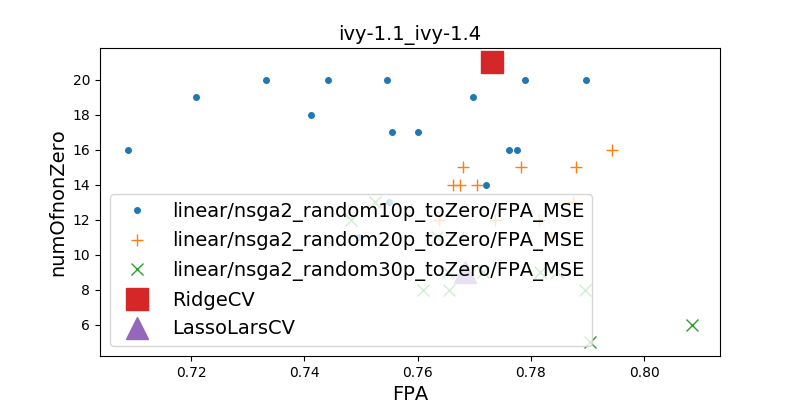 ivy-1.1_ivy-1.4
numOfnonZero
20
18
16
14
12
10
8
6
linear/nsga2_random10p_toZero/FPA_MSE
linear/nsga2_random20p_toZero/FPA_MSE
linear/nsga2_random30p_toZero/FPA_MSE
RidgeCV
LassoLarsCV
0.72 0.74 0.76 0.78 0.80
FPA